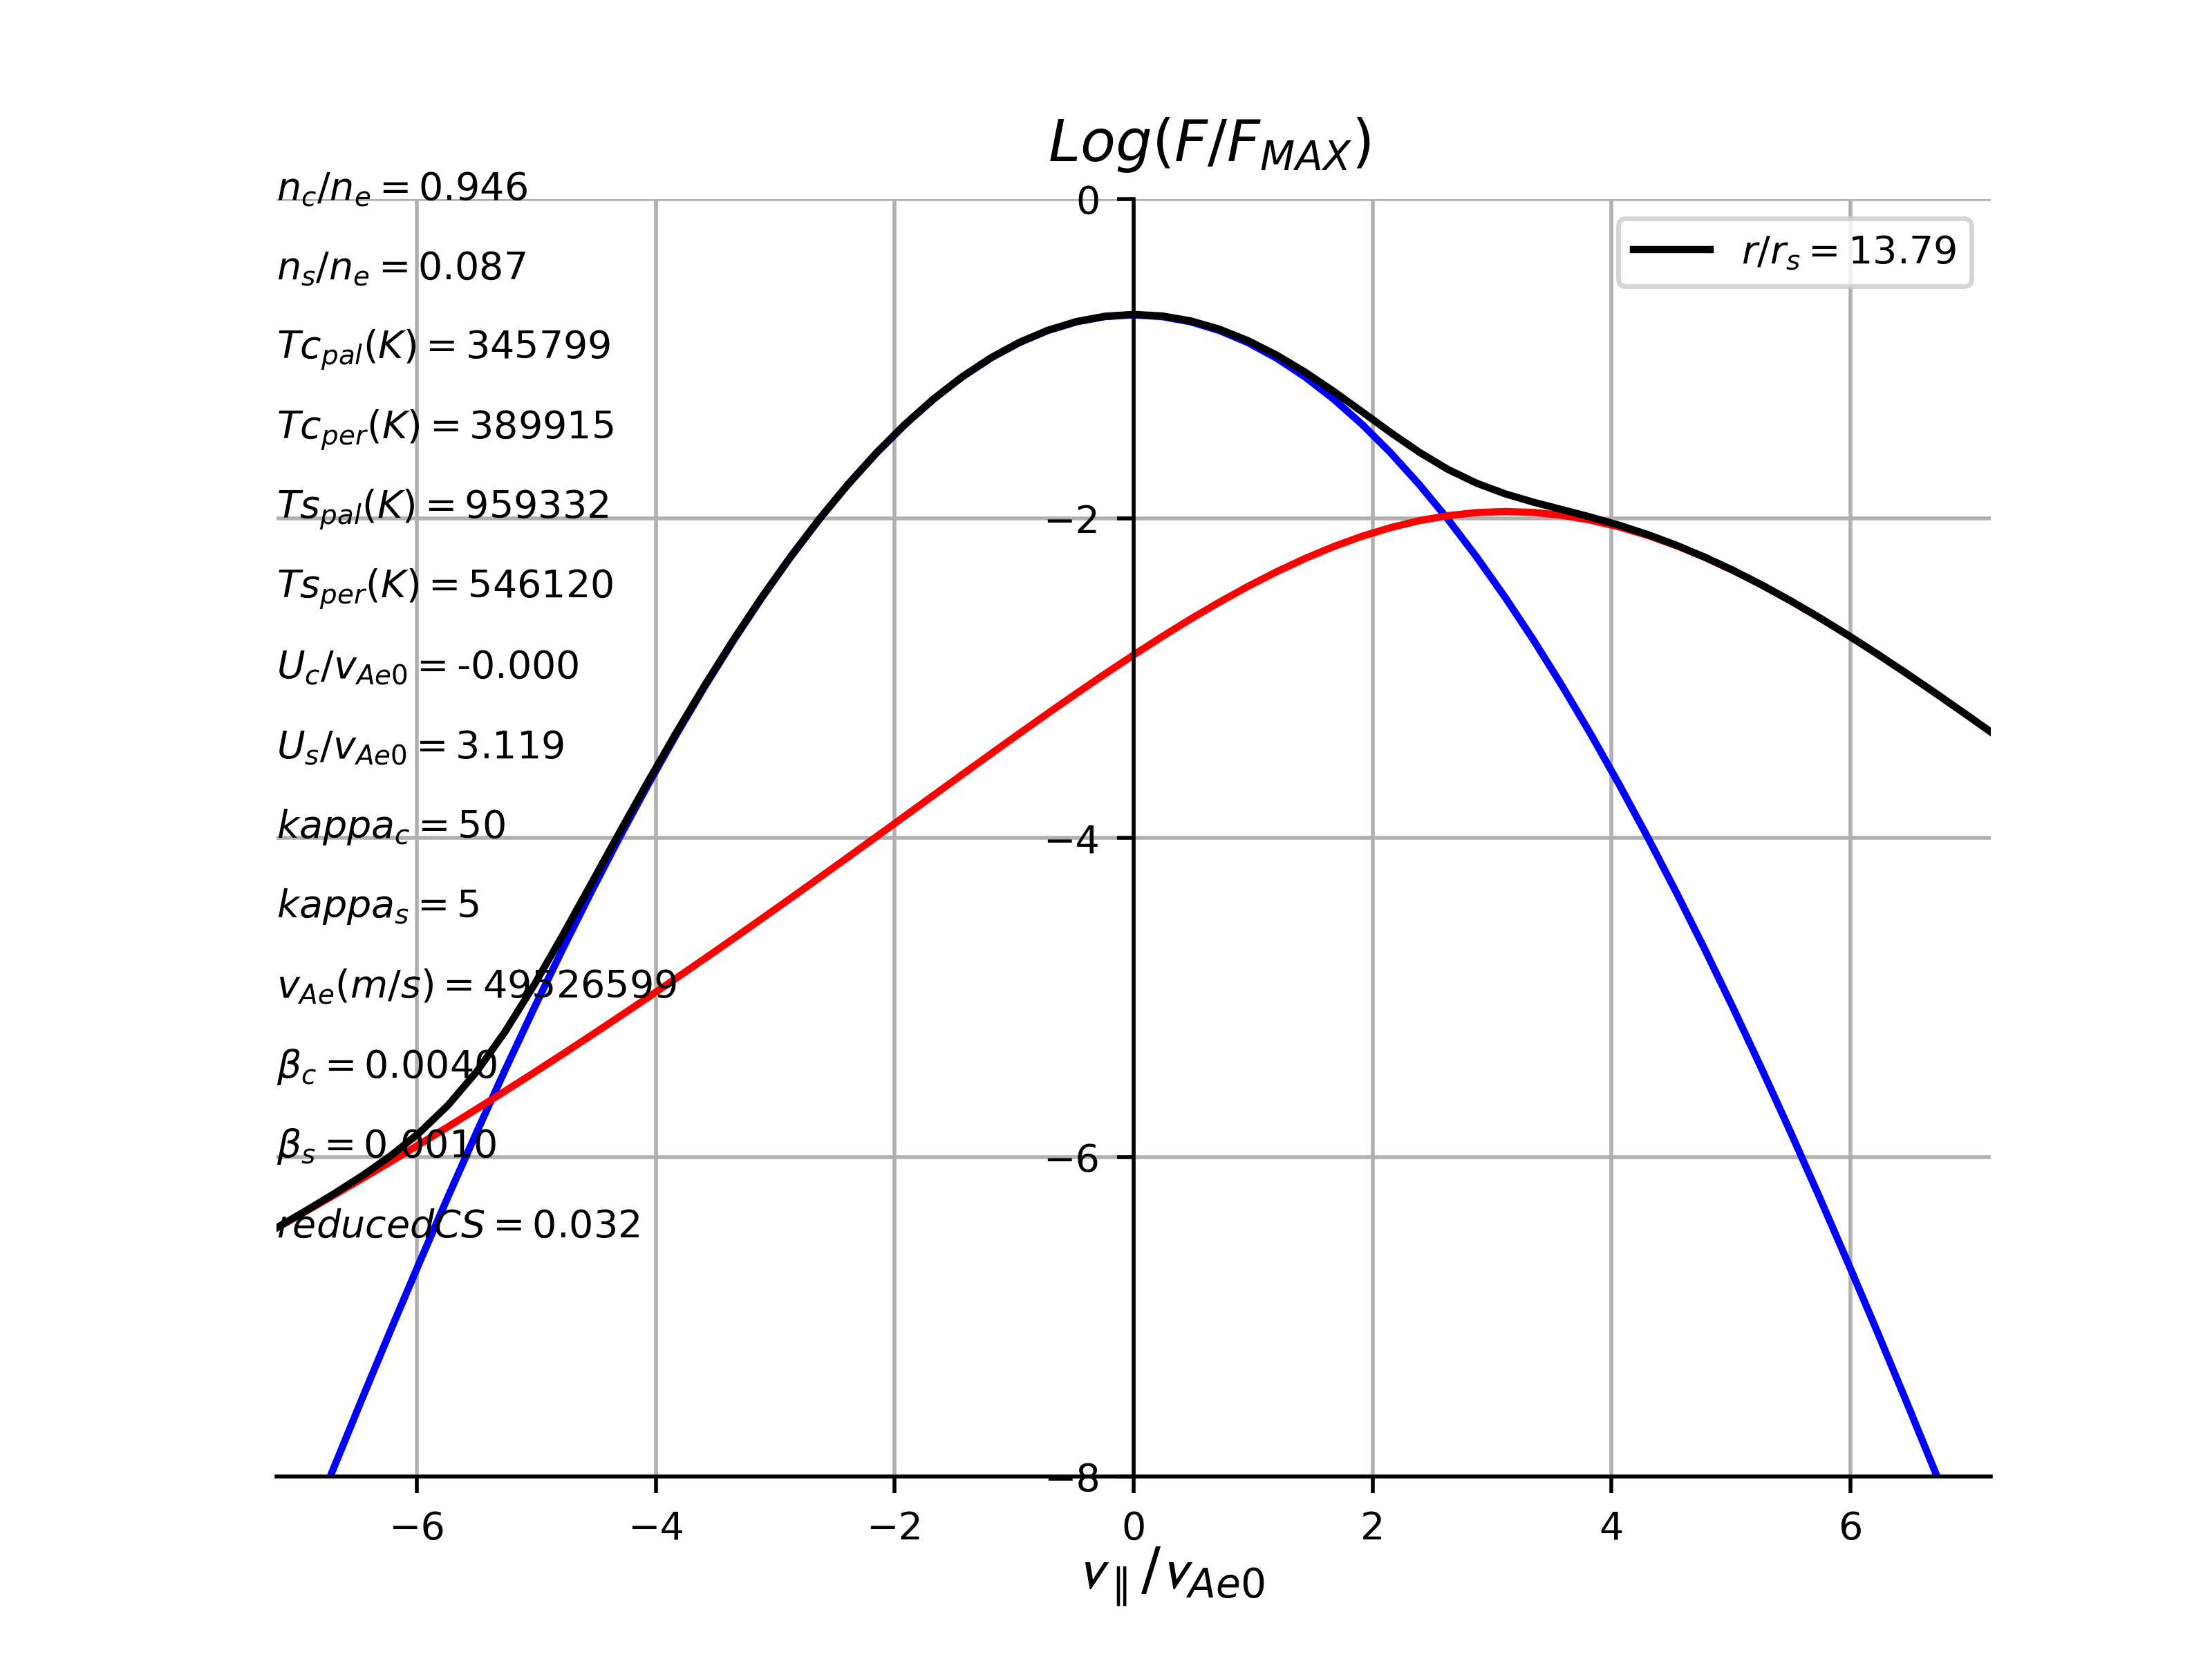 Log(F/F_MAX)
n_c/n_e = 0.946
n_s/n_e = 0.087
Tc_pal(K) = 345799
Tc_per(K) = 389915
Ts_pal(K) = 959332
Ts_per(K) = 546120
U_c/v_Ae0 = -0.000
U_s/v_Ae0 = 3.119
kappa_c = 50
kappa_s = 5
v_Ae(m/s) = 49526599
β_c = 0.0040
β_s = 0.0010
reducedCS = 0.032
r/r_s = 13.79
0
−2
−4
−6
−8
−6 −4 −2 0 2 4 6
v_∥/v_Ae0